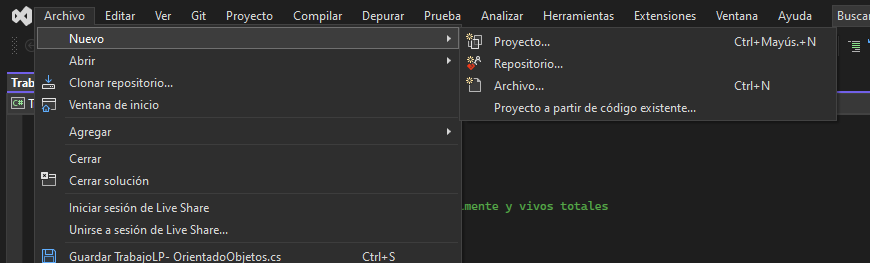 Archivo Editar Ver Git Proyecto Compilar Depurar Prueba Analizar Herramientas Extensiones Ventana Ayuda Buscar
Nuevo
Proyecto... Ctrl+Mayús.+N
Abrir
Repositorio...
Trab
Clonar repositorio...
Archivo... Ctrl+N
C# T
Ventana de inicio
Proyecto a partir de código existente...
Agregar
Cerrar
Cerrar solución
Iniciar sesión de Live Share
mente y vivos totales
Unirse a sesión de Live Share...
Guardar TrabajoLP- OrientadoObjetos.cs Ctrl+S